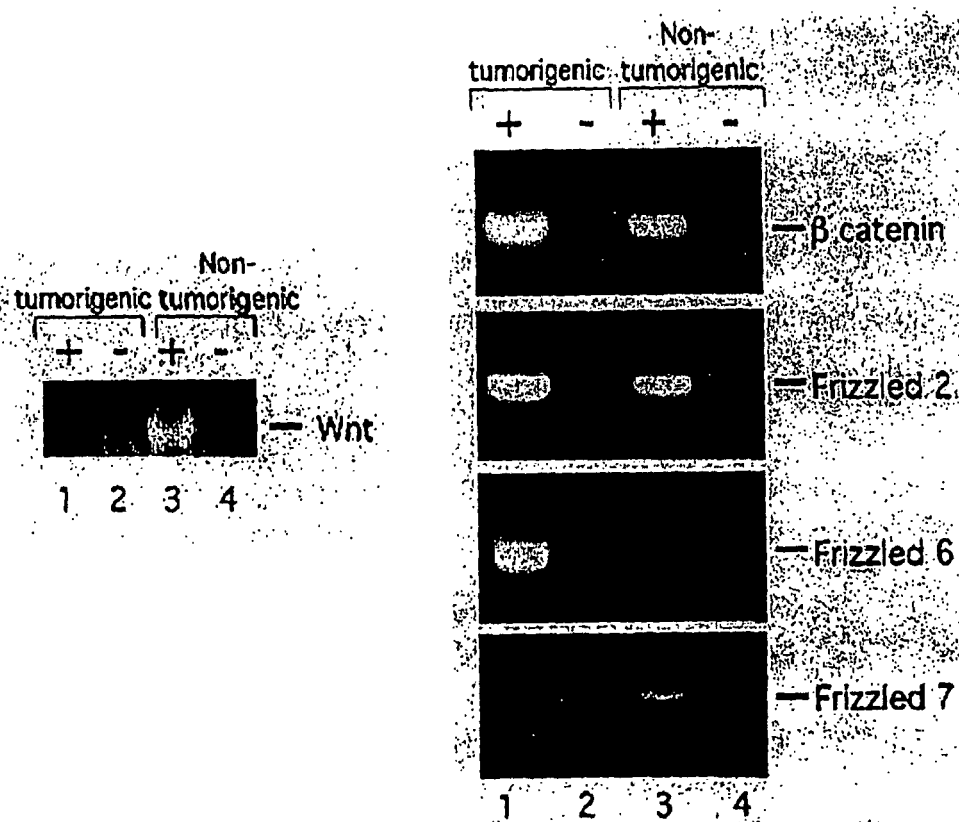 Non-
tumorigenic tumorigenic
+ - + -
Wnt
1 2 3 4
Non-
tumorigenic tumorigenic
+ - + -
β catenin
Frizzled 2
Frizzled 6
Frizzled 7
1 2 3 4